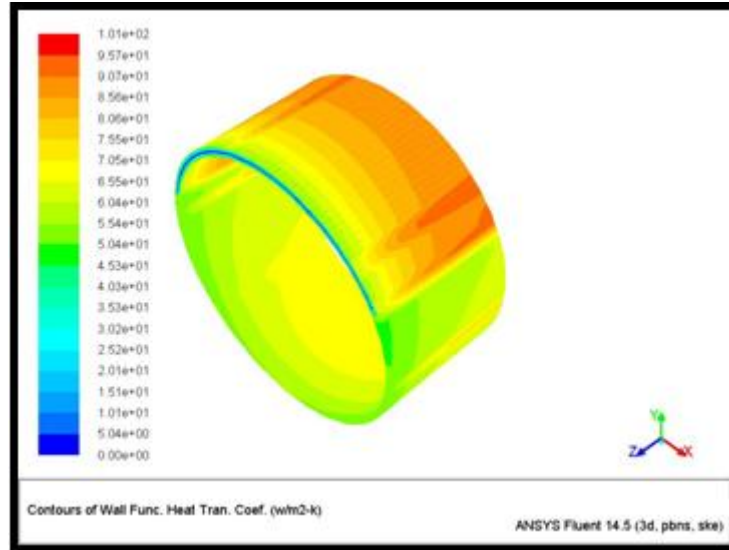 1.01e+02
9.57e+01
9.07e+01
8.56e+01
8.06e+01
7.55e+01
7.05e+01
6.55e+01
6.04e+01
5.54e+01
5.04e+01
4.53e+01
4.03e+01
3.53e+01
3.02e+01
2.52e+01
2.01e+01
1.51e+01
1.01e+01
5.04e+00
0.00e+00
Y
Z X
Contours of Wall Func. Heat Tran. Coef. (w/m2-k)
ANSYS Fluent 14.5 (3d, pbns, ske)